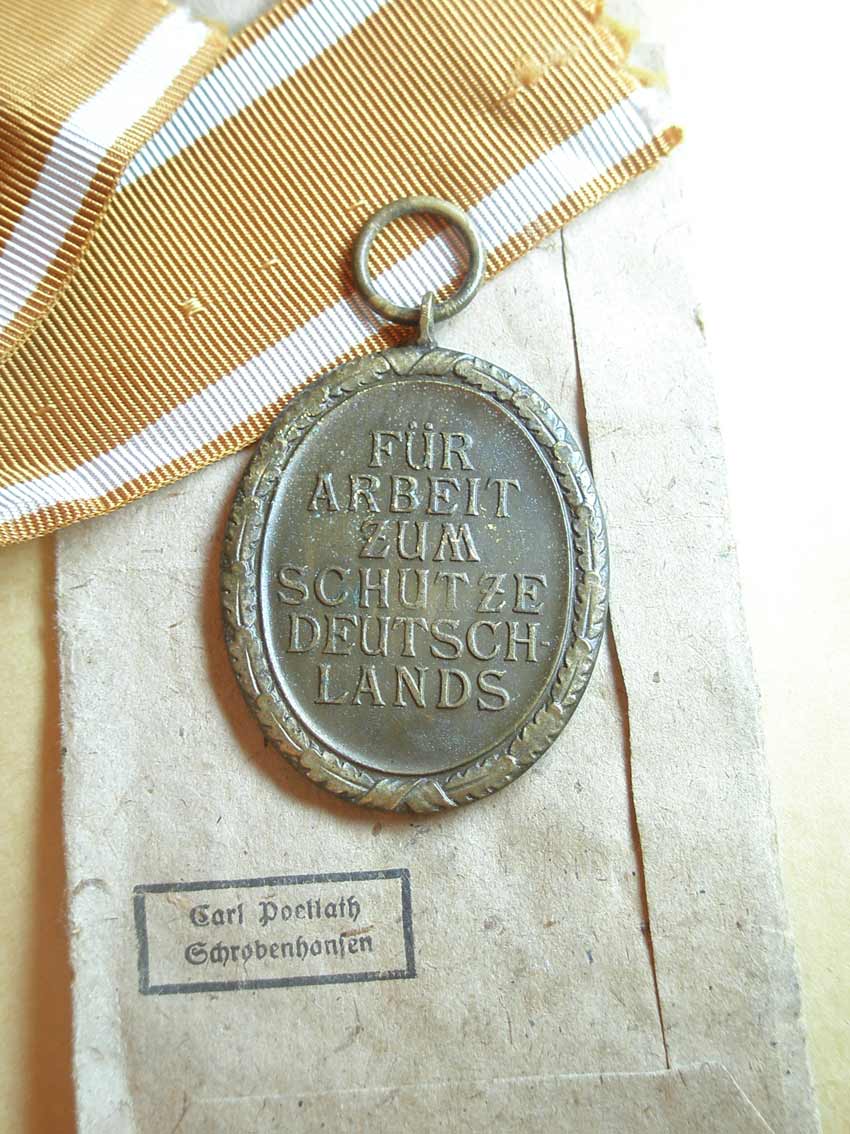 FÜR
ARBEIT
ZUM
SCHUTZE
DEUTSCH-
LANDS
Carl Poellath
Schrobenhausen